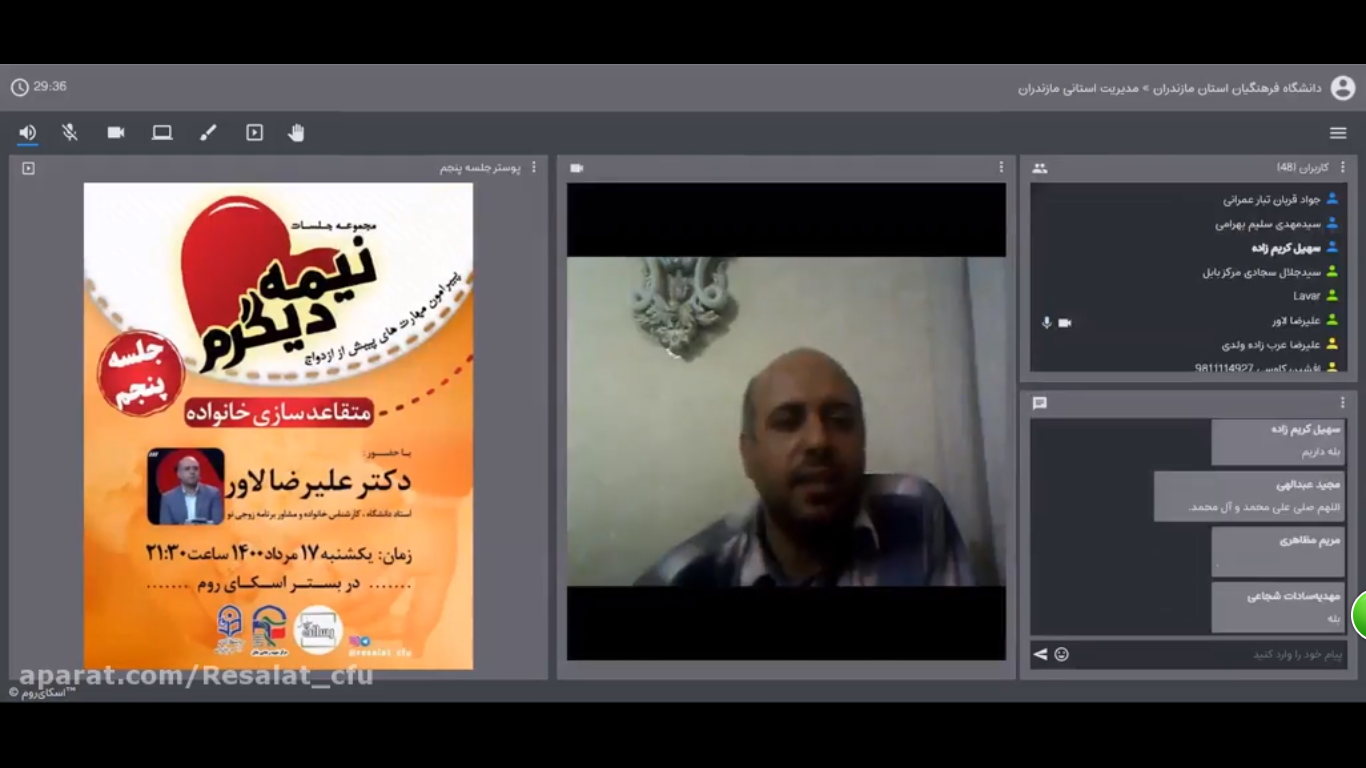 29:36
دانشگاه فرهنگیان استان مازندران » مدیریت استانی مازندران
پوستر جلسه پنجم
مجموعه جلسات
نیمه
دیگرم
پیرامون مهارت های پیش از ازدواج
جلسه
پنجم
متقاعدسازی خانواده
با حضور:
دکتر علیرضا لاور
استاد دانشگاه ، کارشناس خانواده و مشاور برنامه زوجی نو
زمان: یکشنبه ۱۷ مرداد ۱۴۰۰ ساعت ۲۱:۳۰
....... در بستر اسکای روم .......
@resalat_cfu
aparat.com/Resalat_cfu
© اسکای‌روم™
کاربران (48)
جواد قربان تبار عمرانی
سیدمهدی سلیم بهرامی
سهیل کریم زاده
سیدجلال سجادی مرکز بابل
Lavar
علیرضا لاور
علیرضا عرب زاده ولدی
افشین کاوسی 9811114927
سهیل کریم زاده
بله داریم
مجید عبدالهی
اللهم صلی علی محمد و آل محمد.
مریم مظاهری
.
مهدیه‌سادات شجاعی
بله
پیام خود را وارد کنید